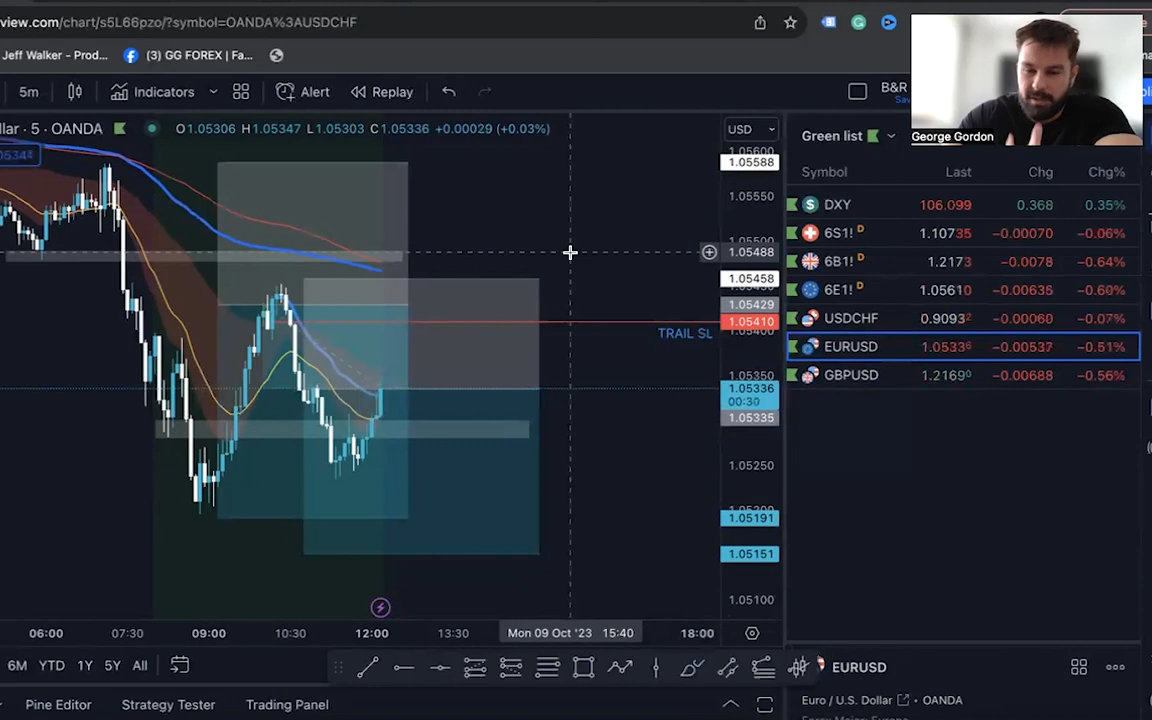 view.com/chart/s5L66pzo/?symbol=OANDA%3AUSDCHF
Jeff Walker - Prod...
(3) GG FOREX | Fa...
5m
Indicators
Alert
Replay
B&R
George Gordon
llar · 5 · OANDA
O1.05306 H1.05347 L1.05303 C1.05336 +0.00029 (+0.03%)
USD
Green list
Symbol Last Chg Chg%
DXY 106.099 0.368 0.35%
6S1! D 1.10735 −0.00070 −0.06%
6B1! D 1.2173 −0.0078 −0.64%
6E1! D 1.05610 −0.00635 −0.60%
USDCHF 0.90932 −0.00060 −0.07%
EURUSD 1.05336 −0.00537 −0.51%
GBPUSD 1.21690 −0.00688 −0.56%
1.05600
1.05588
1.05550
1.05488
1.05458
1.05429
1.05410
TRAIL SL
1.05350
1.05336
00:30
1.05335
1.05250
1.05191
1.05151
1.05100
06:00 07:30 09:00 10:30 12:00 13:30 Mon 09 Oct '23 15:40 18:00
6M YTD 1Y 5Y All
EURUSD
Pine Editor Strategy Tester Trading Panel
Euro / U.S. Dollar · OANDA